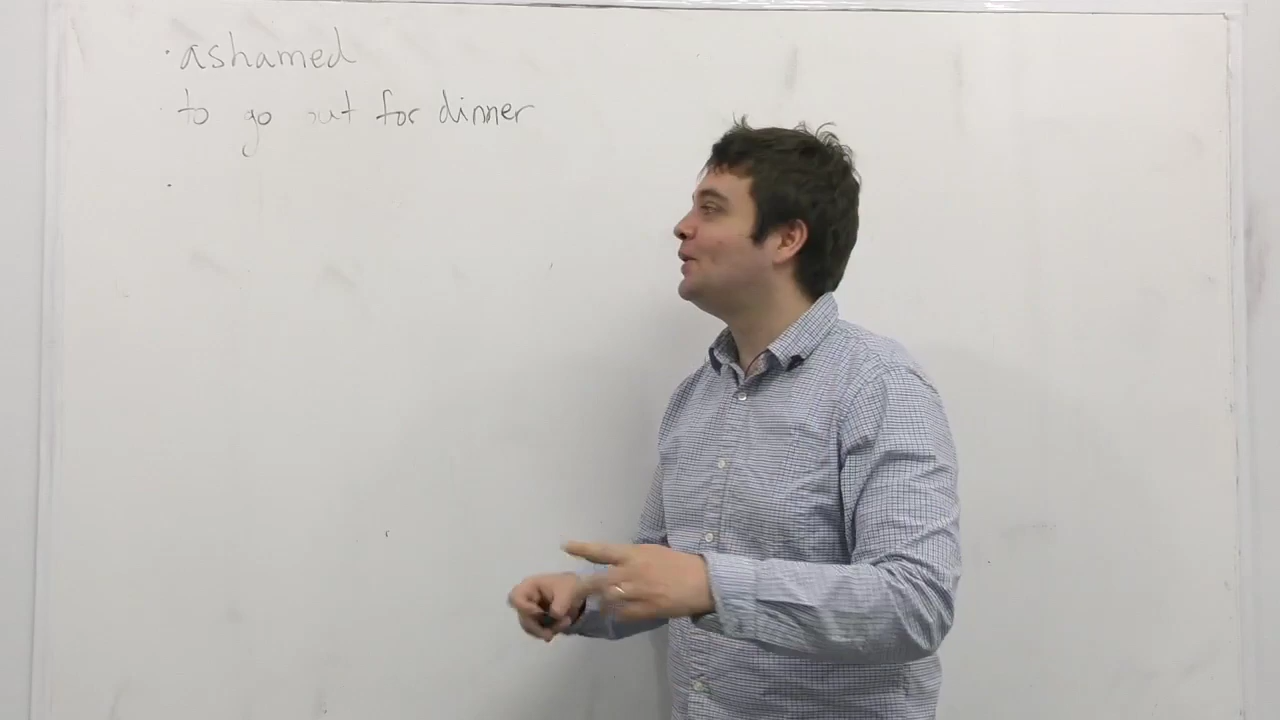 · ashamed
· to go out for dinner
·